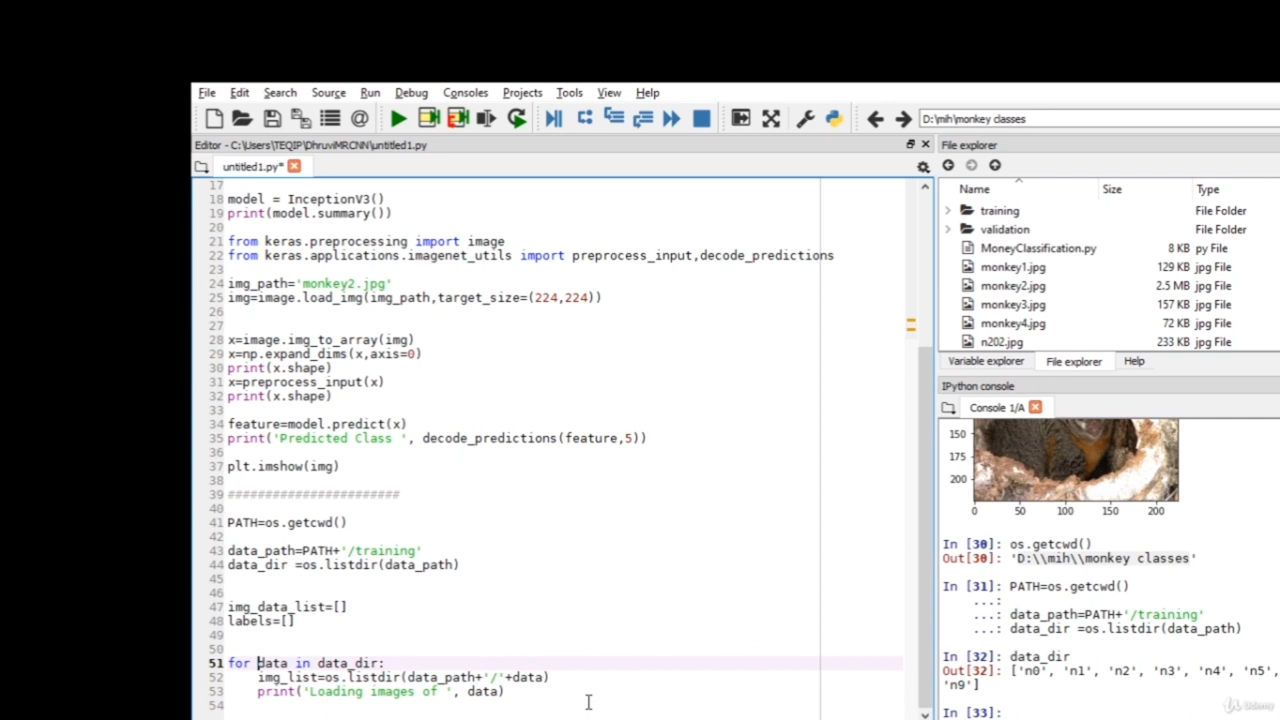 File Edit Search Source Run Debug Consoles Projects Tools View Help
D:\mih\monkey classes
Editor - C:\Users\TEQIP\DhruviMRCNN\untitled1.py
untitled1.py*
17
18 model = InceptionV3()
19 print(model.summary())
20
21 from keras.preprocessing import image
22 from keras.applications.imagenet_utils import preprocess_input,decode_predictions
23
24 img_path='monkey2.jpg'
25 img=image.load_img(img_path,target_size=(224,224))
26
27
28 x=image.img_to_array(img)
29 x=np.expand_dims(x,axis=0)
30 print(x.shape)
31 x=preprocess_input(x)
32 print(x.shape)
33
34 feature=model.predict(x)
35 print('Predicted Class ', decode_predictions(feature,5))
36
37 plt.imshow(img)
38
39 #######################
40
41 PATH=os.getcwd()
42
43 data_path=PATH+'/training'
44 data_dir =os.listdir(data_path)
45
46
47 img_data_list=[]
48 labels=[]
49
50
51 for data in data_dir:
52 img_list=os.listdir(data_path+'/'+data)
53 print('Loading images of ', data)
54
File explorer
Name Size Type
training File Folder
validation File Folder
MoneyClassification.py 8 KB py File
monkey1.jpg 129 KB jpg File
monkey2.jpg 2.5 MB jpg File
monkey3.jpg 157 KB jpg File
monkey4.jpg 72 KB jpg File
n202.jpg 233 KB jpg File
Variable explorer File explorer Help
IPython console
Console 1/A
150
175
200
0 50 100 150 200
In [30]: os.getcwd()
Out[30]: 'D:\\mih\\monkey classes'
In [31]: PATH=os.getcwd()
...:
...: data_path=PATH+'/training'
...: data_dir =os.listdir(data_path)
In [32]: data_dir
Out[32]: ['n0', 'n1', 'n2', 'n3', 'n4', 'n5',
'n9']
In [33]:
Udemy